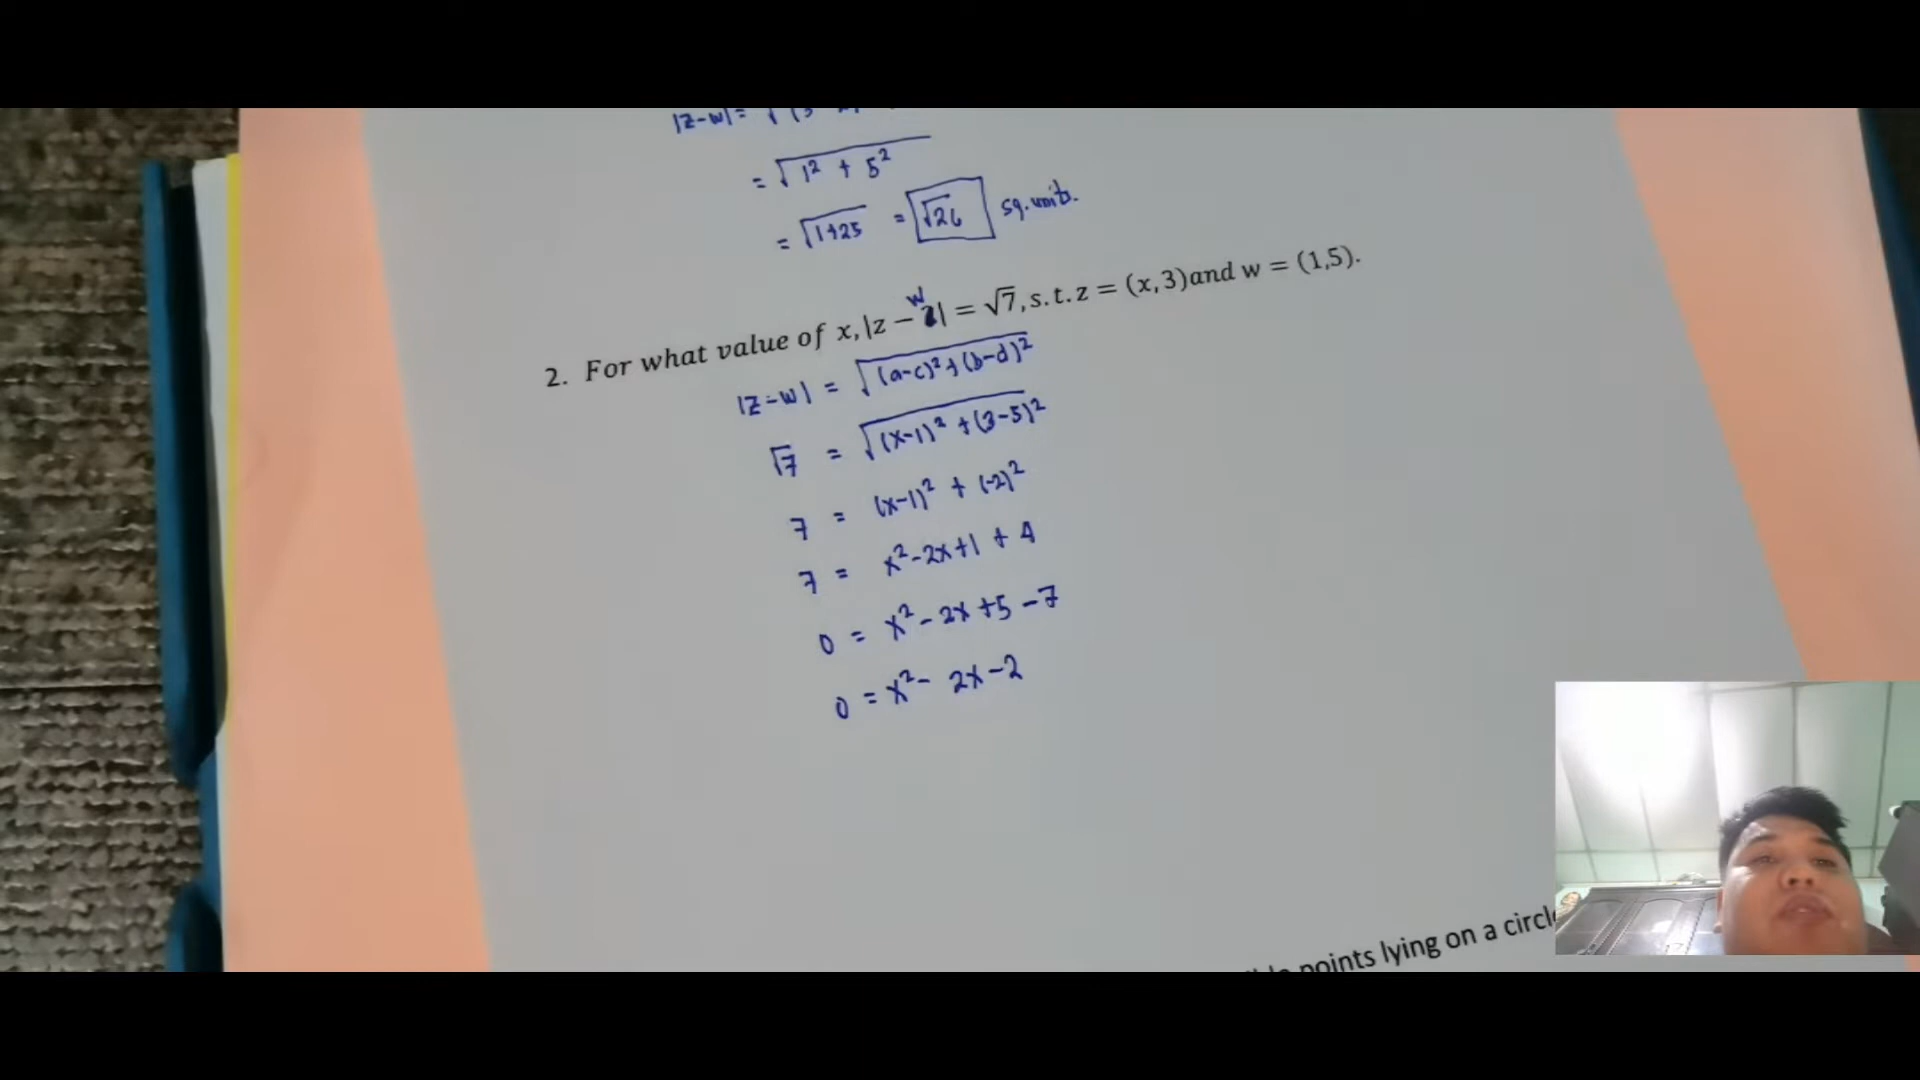 |z-w| =
= √1² + 5²
= √1+25 = √26 sq. units.
w
2. For what value of x, |z − | = √7, s. t. z = (x, 3)and w = (1,5).
|z-w| = √(a-c)² + (b-d)²
√7 = √(x-1)² + (3-5)²
7 = (x-1)² + (-2)²
7 = x²-2x+1 + 4
0 = x² - 2x +5 -7
0 = x² - 2x - 2
points lying on a